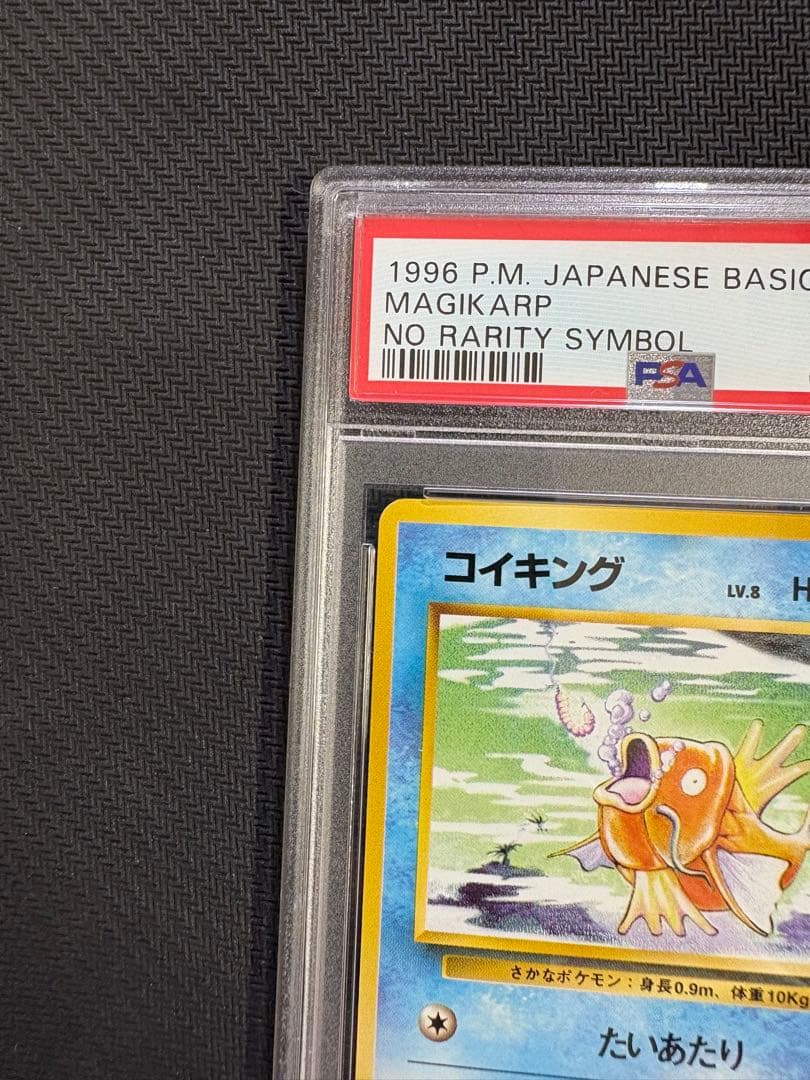 1996 P.M. JAPANESE BASIC
MAGIKARP
NO RARITY SYMBOL
PSA
コイキング LV.8 H
さかなポケモン：身長0.9m、体重10Kg
たいあたり